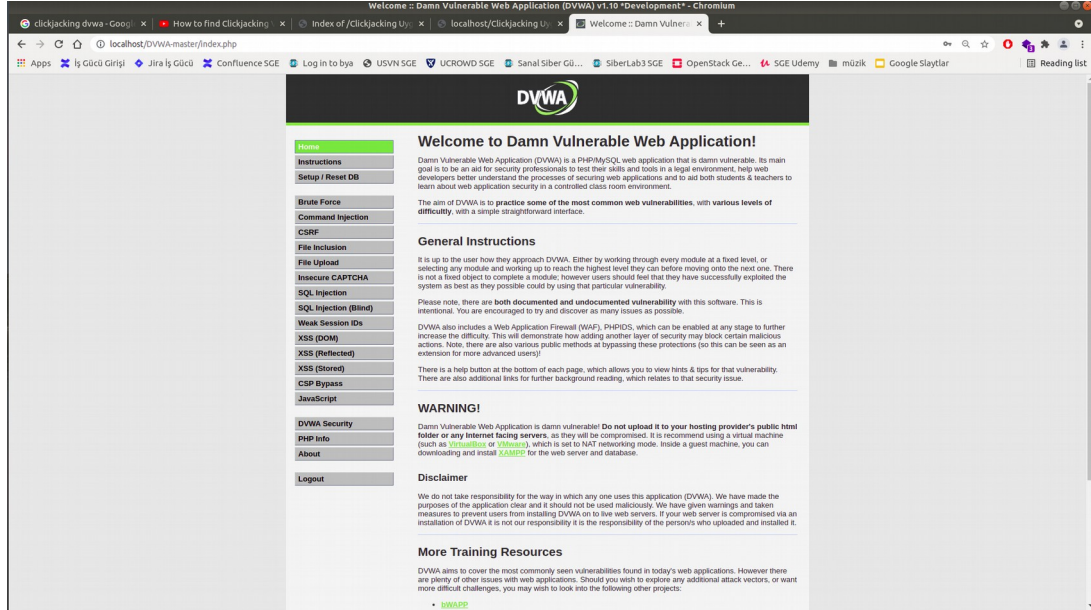 Welcome :: Damn Vulnerable Web Application (DVWA) v1.10 *Development* - Chromium
clickjacking dvwa - Googl
How to find Clickjacking
Index of /Clickjacking Uy
localhost/Clickjacking Uy
Welcome :: Damn Vulnera
localhost/DVWA-master/index.php
Apps
İş Gücü Girişi
Jira İş Gücü
Confluence SGE
Log in to bya
USVN SGE
UCROWD SGE
Sanal Siber Gü...
SiberLab3 SGE
OpenStack Ge...
SGE Udemy
müzik
Google Slaytlar
Reading list
DVWA
Home
Instructions
Setup / Reset DB
Brute Force
Command Injection
CSRF
File Inclusion
File Upload
Insecure CAPTCHA
SQL Injection
SQL Injection (Blind)
Weak Session IDs
XSS (DOM)
XSS (Reflected)
XSS (Stored)
CSP Bypass
JavaScript
DVWA Security
PHP Info
About
Logout
Welcome to Damn Vulnerable Web Application!
Damn Vulnerable Web Application (DVWA) is a PHP/MySQL web application that is damn vulnerable. Its main
goal is to be an aid for security professionals to test their skills and tools in a legal environment, help web
developers better understand the processes of securing web applications and to aid both students & teachers to
learn about web application security in a controlled class room environment.
The aim of DVWA is to practice some of the most common web vulnerabilities, with various levels of
difficultly, with a simple straightforward interface.
General Instructions
It is up to the user how they approach DVWA. Either by working through every module at a fixed level, or
selecting any module and working up to reach the highest level they can before moving onto the next one. There
is not a fixed object to complete a module; however users should feel that they have successfully exploited the
system as best as they possible could by using that particular vulnerability.
Please note, there are both documented and undocumented vulnerability with this software. This is
intentional. You are encouraged to try and discover as many issues as possible.
DVWA also includes a Web Application Firewall (WAF), PHPIDS, which can be enabled at any stage to further
increase the difficulty. This will demonstrate how adding another layer of security may block certain malicious
actions. Note, there are also various public methods at bypassing these protections (so this can be seen as an
extension for more advanced users)!
There is a help button at the bottom of each page, which allows you to view hints & tips for that vulnerability.
There are also additional links for further background reading, which relates to that security issue.
WARNING!
Damn Vulnerable Web Application is damn vulnerable! Do not upload it to your hosting provider's public html
folder or any Internet facing servers, as they will be compromised. It is recommend using a virtual machine
(such as VirtualBox or VMware), which is set to NAT networking mode. Inside a guest machine, you can
downloading and install XAMPP for the web server and database.
Disclaimer
We do not take responsibility for the way in which any one uses this application (DVWA). We have made the
purposes of the application clear and it should not be used maliciously. We have given warnings and taken
measures to prevent users from installing DVWA on to live web servers. If your web server is compromised via an
installation of DVWA it is not our responsibility it is the responsibility of the person/s who uploaded and installed it.
More Training Resources
DVWA aims to cover the most commonly seen vulnerabilities found in today's web applications. However there
are plenty of other issues with web applications. Should you wish to explore any additional attack vectors, or want
more difficult challenges, you may wish to look into the following other projects:
• bWAPP